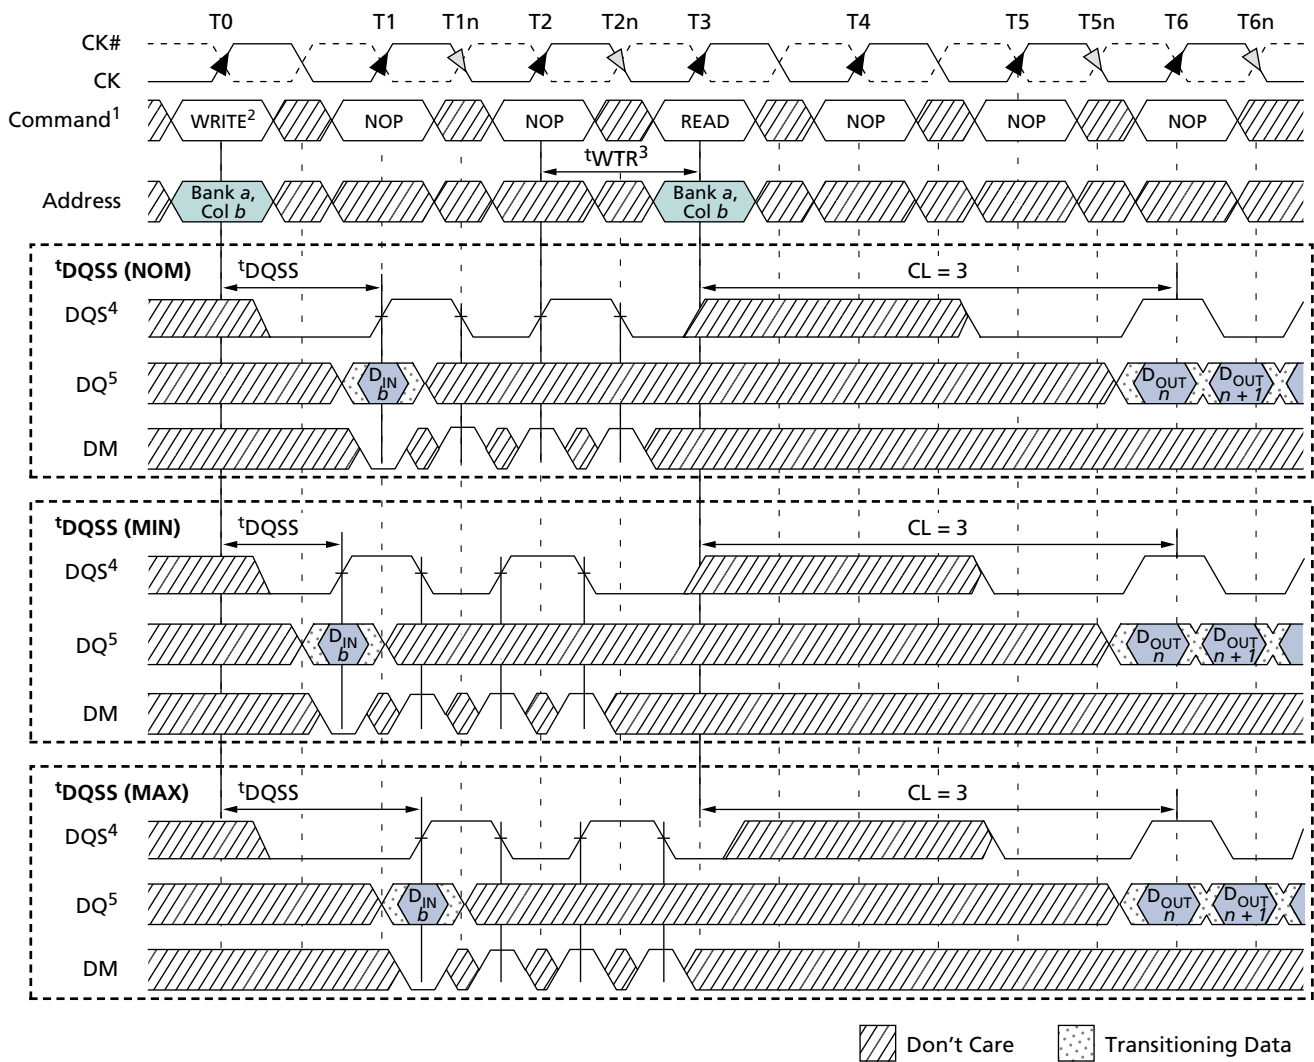 T0 T1 T1n T2 T2n T3 T4 T5 T5n T6 T6n
CK#
CK
Command1 WRITE2 NOP NOP READ NOP NOP NOP
tWTR3
Address Bank a, Col b Bank a, Col b
tDQSS (NOM) tDQSS CL = 3
DQS4
DQ5 DIN b DOUT n DOUT n + 1
DM
tDQSS (MIN) tDQSS CL = 3
DQS4
DQ5 DIN b DOUT n DOUT n + 1
DM
tDQSS (MAX) tDQSS CL = 3
DQS4
DQ5 DIN b DOUT n DOUT n + 1
DM
Don't Care Transitioning Data